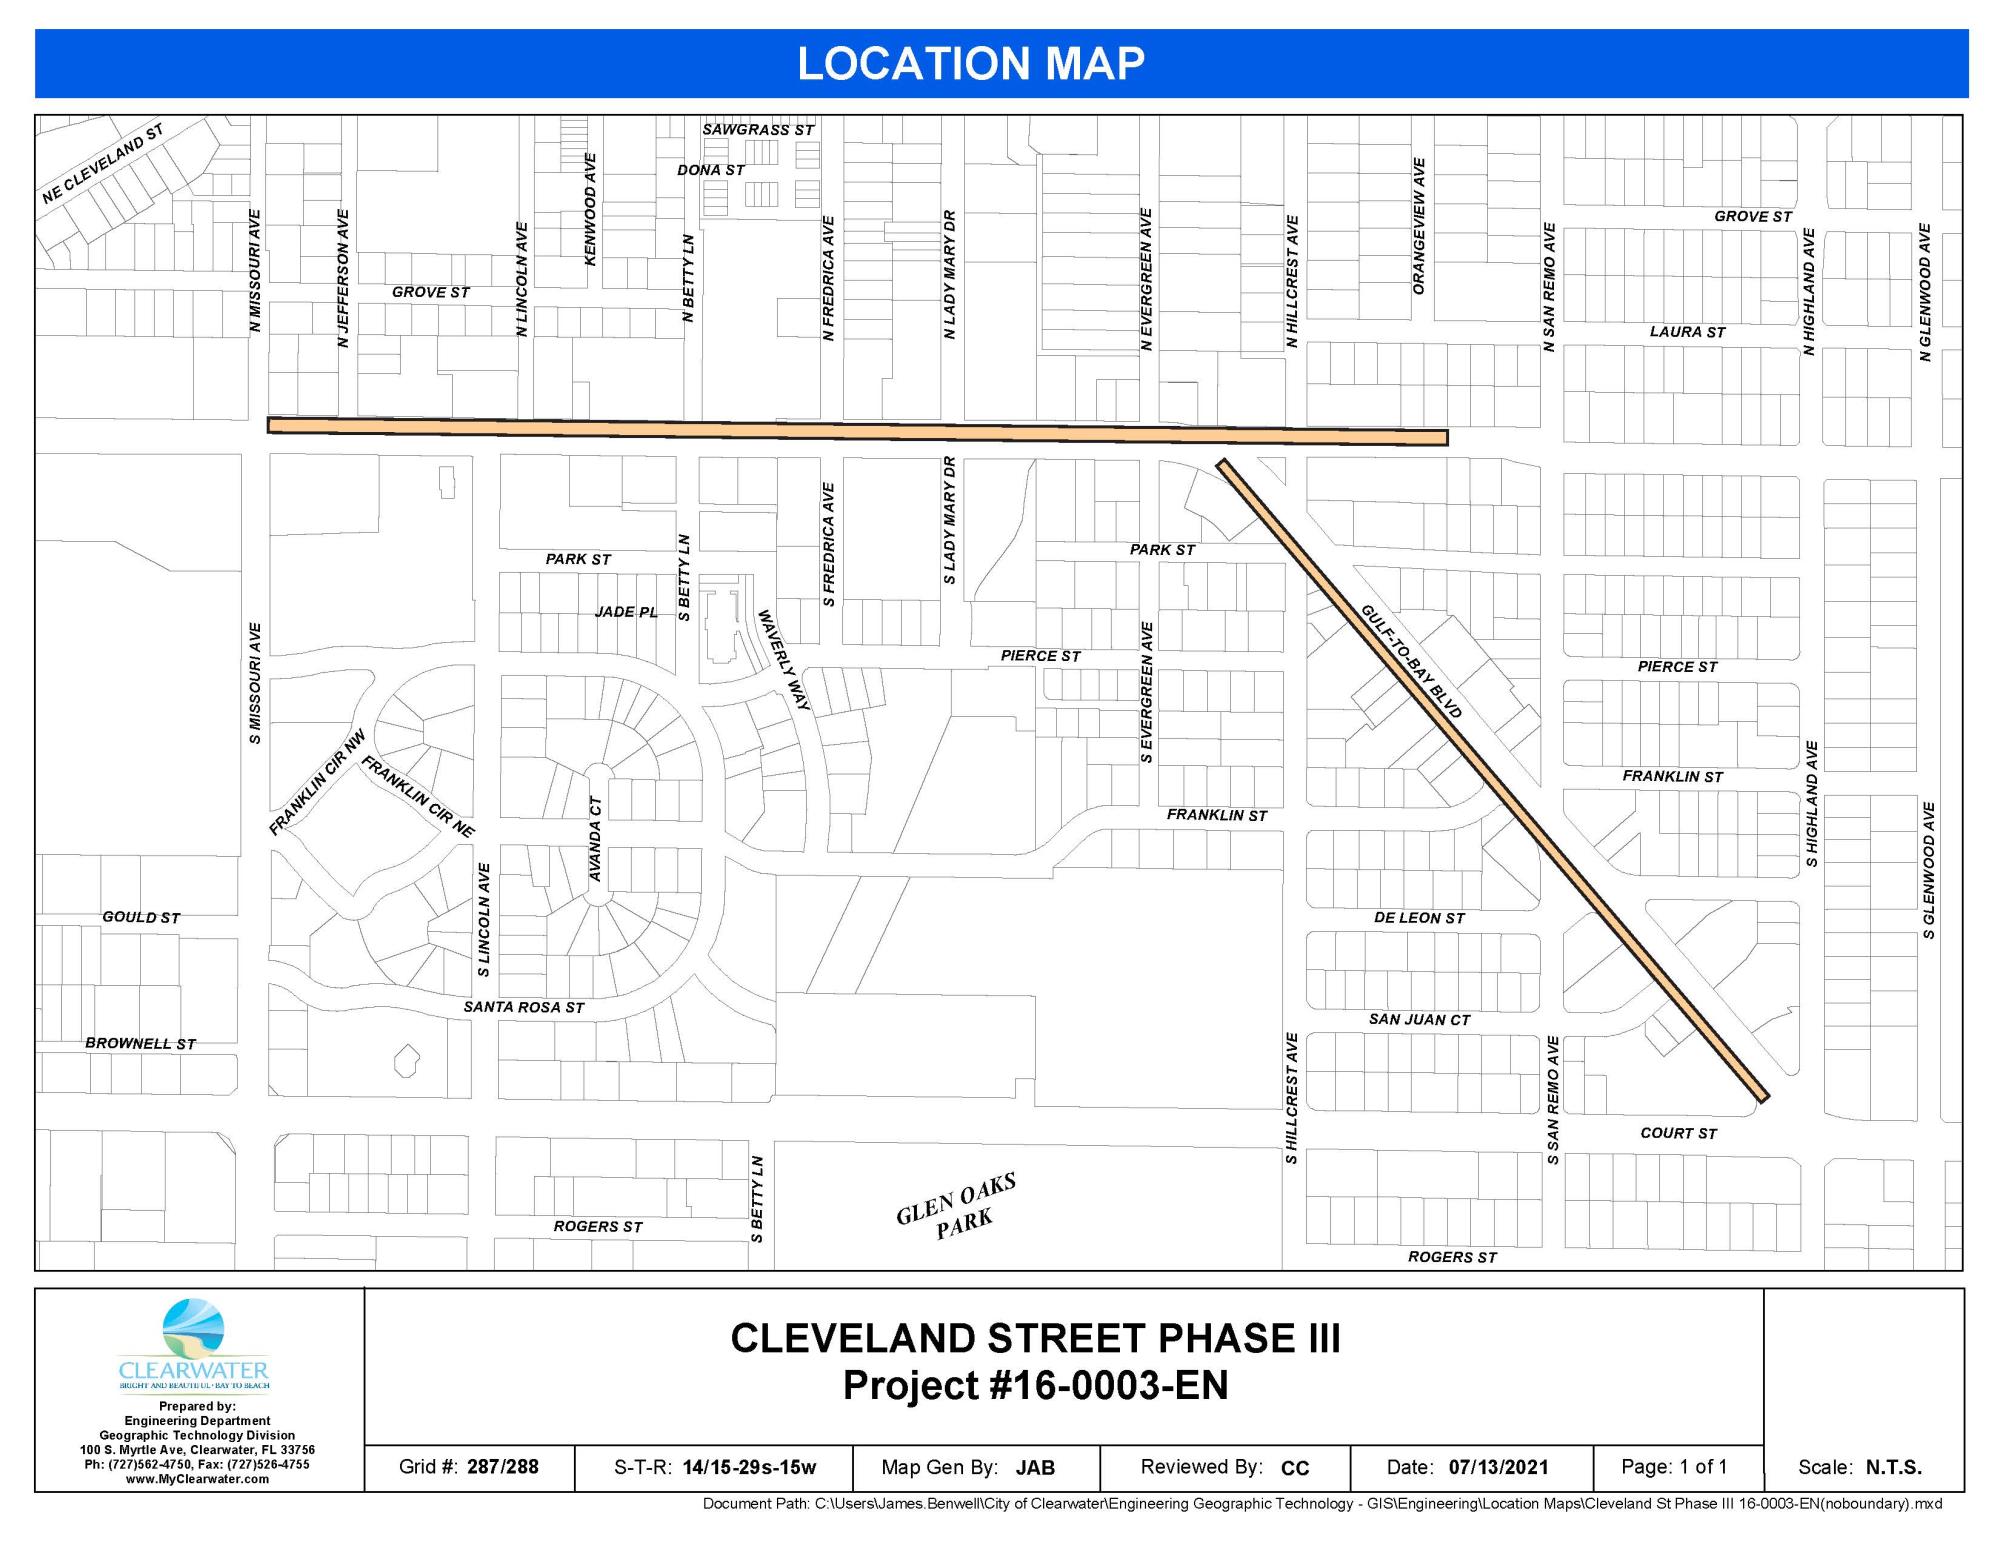 LOCATION MAP
NE CLEVELAND ST
SAWGRASS ST
DONA ST
KENWOOD AVE
ORANGEVIEW AVE
GROVE ST
N MISSOURI AVE
N JEFFERSON AVE
N LINCOLN AVE
N BETTY LN
N FREDRICA AVE
N LADY MARY DR
N EVERGREEN AVE
N HILLCREST AVE
N SAN REMO AVE
N HIGHLAND AVE
N GLENWOOD AVE
GROVE ST
LAURA ST
S FREDRICA AVE
S LADY MARY DR
PARK ST
S BETTY LN
PARK ST
JADE PL
WAVERLY WAY
GULF-TO-BAY BLVD
S MISSOURI AVE
PIERCE ST
S EVERGREEN AVE
PIERCE ST
FRANKLIN CIR NW
FRANKLIN CIR NE
AVANDA CT
FRANKLIN ST
FRANKLIN ST
S HIGHLAND AVE
S GLENWOOD AVE
GOULD ST
S LINCOLN AVE
DE LEON ST
SANTA ROSA ST
SAN JUAN CT
BROWNELL ST
S HILLCREST AVE
S SAN REMO AVE
COURT ST
S BETTY LN
GLEN OAKS
PARK
ROGERS ST
ROGERS ST
CLEARWATER
BRIGHT AND BEAUTIFUL · BAY TO BEACH
Prepared by:
Engineering Department
Geographic Technology Division
100 S. Myrtle Ave, Clearwater, FL 33756
Ph: (727)562-4750, Fax: (727)526-4755
www.MyClearwater.com
CLEVELAND STREET PHASE III
Project #16-0003-EN
Grid #: 287/288
S-T-R: 14/15-29s-15w
Map Gen By: JAB
Reviewed By: CC
Date: 07/13/2021
Page: 1 of 1
Scale: N.T.S.
Document Path: C:\Users\James.Benwell\City of Clearwater\Engineering Geographic Technology - GIS\Engineering\Location Maps\Cleveland St Phase III 16-0003-EN(noboundary).mxd